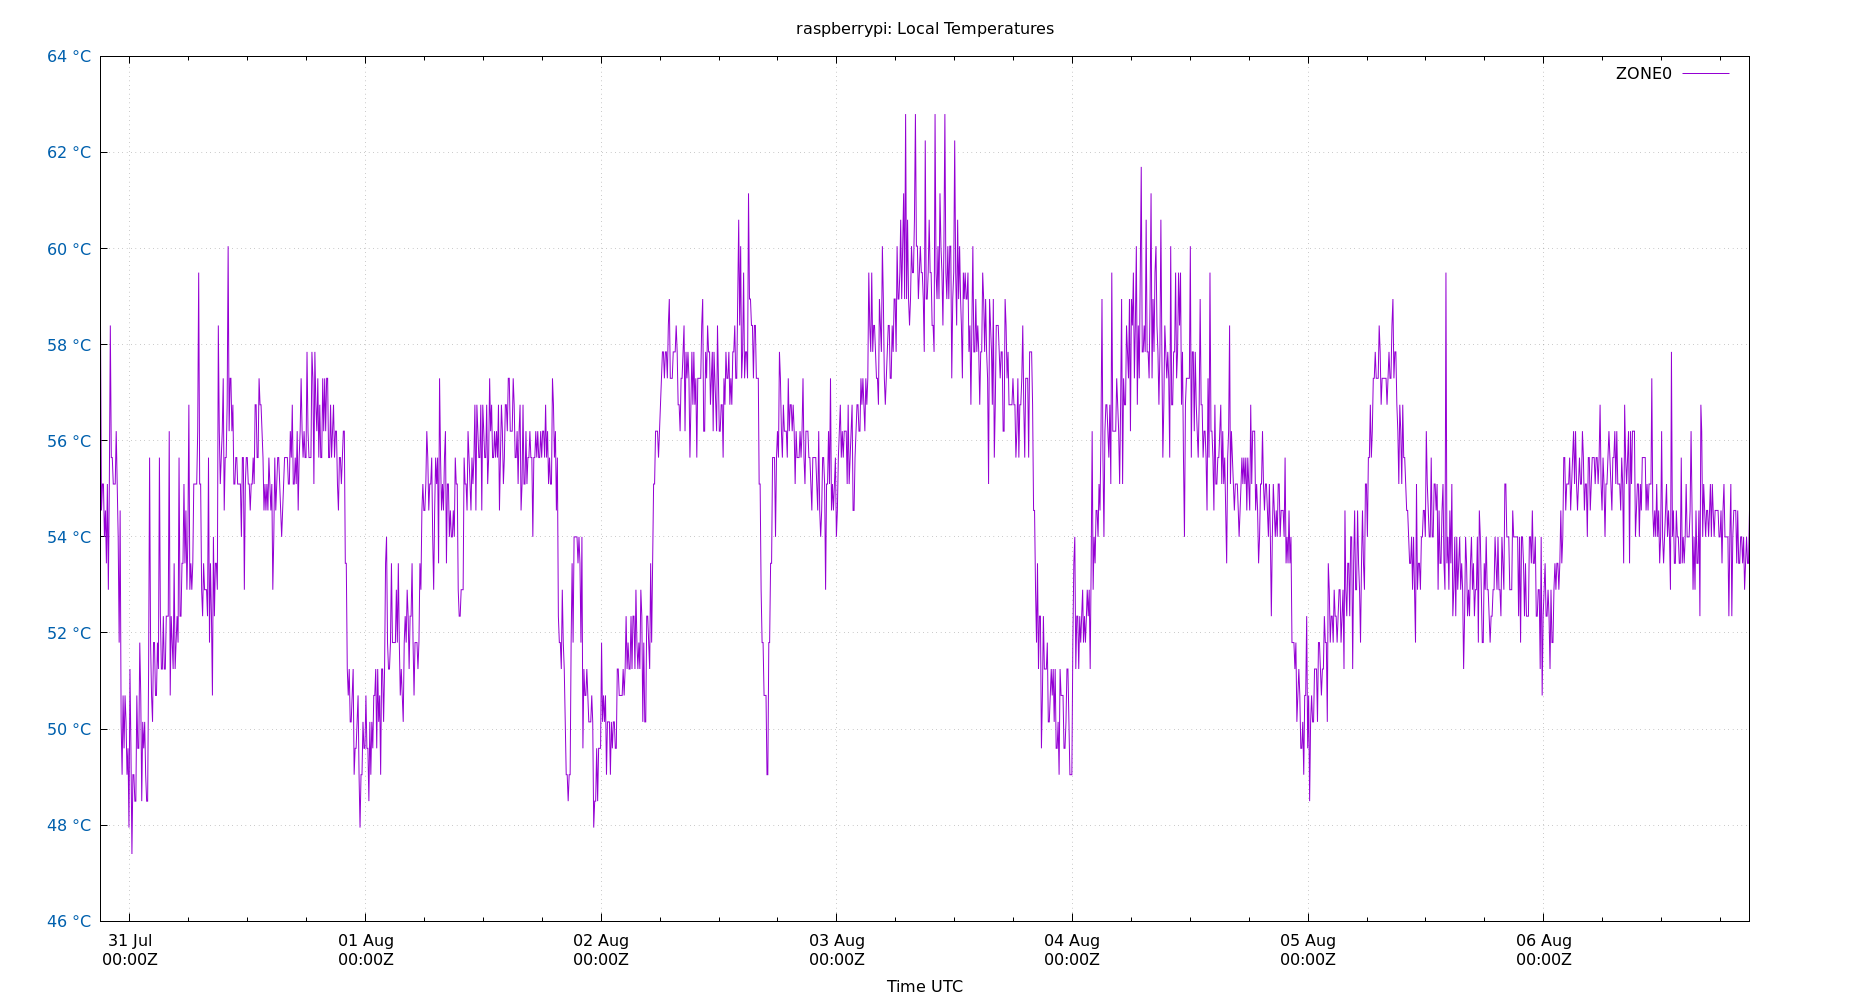 raspberrypi: Local Temperatures
64 °C
ZONE0
62 °C
60 °C
58 °C
56 °C
54 °C
52 °C
50 °C
48 °C
46 °C
31 Jul 01 Aug 02 Aug 03 Aug 04 Aug 05 Aug 06 Aug
00:00Z 00:00Z 00:00Z 00:00Z 00:00Z 00:00Z 00:00Z
Time UTC